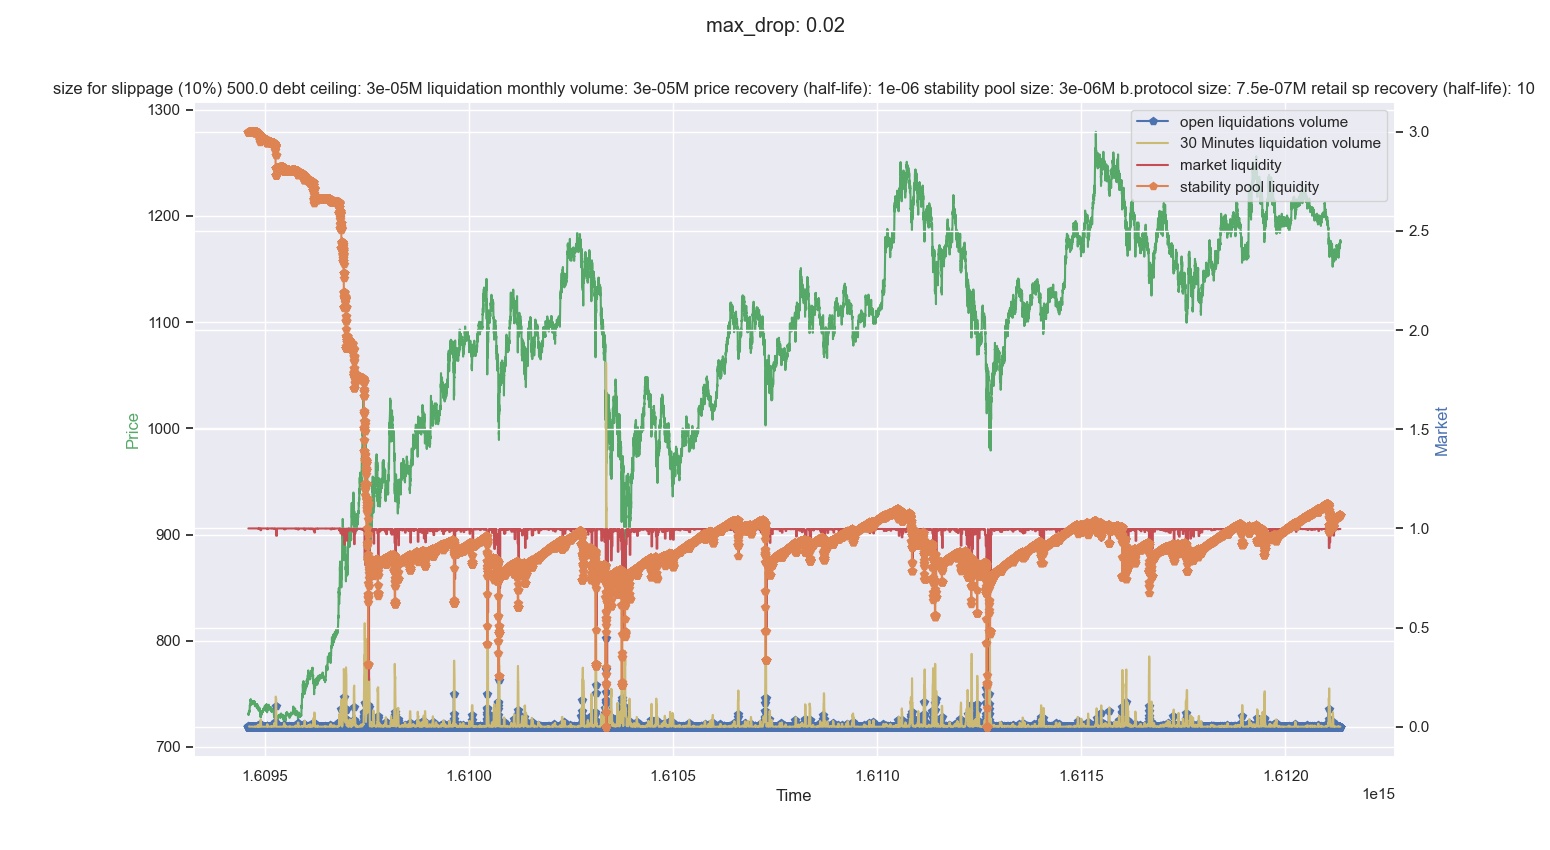 max_drop: 0.02
size for slippage (10%) 500.0 debt ceiling: 3e-05M liquidation monthly volume: 3e-05M price recovery (half-life): 1e-06 stability pool size: 3e-06M b.protocol size: 7.5e-07M retail sp recovery (half-life): 10
open liquidations volume
30 Minutes liquidation volume
market liquidity
stability pool liquidity
1300
1200
1100
1000
900
800
700
Price
3.0
2.5
2.0
1.5
1.0
0.5
0.0
Market
1.6095 1.6100 1.6105 1.6110 1.6115 1.6120
Time
1e15